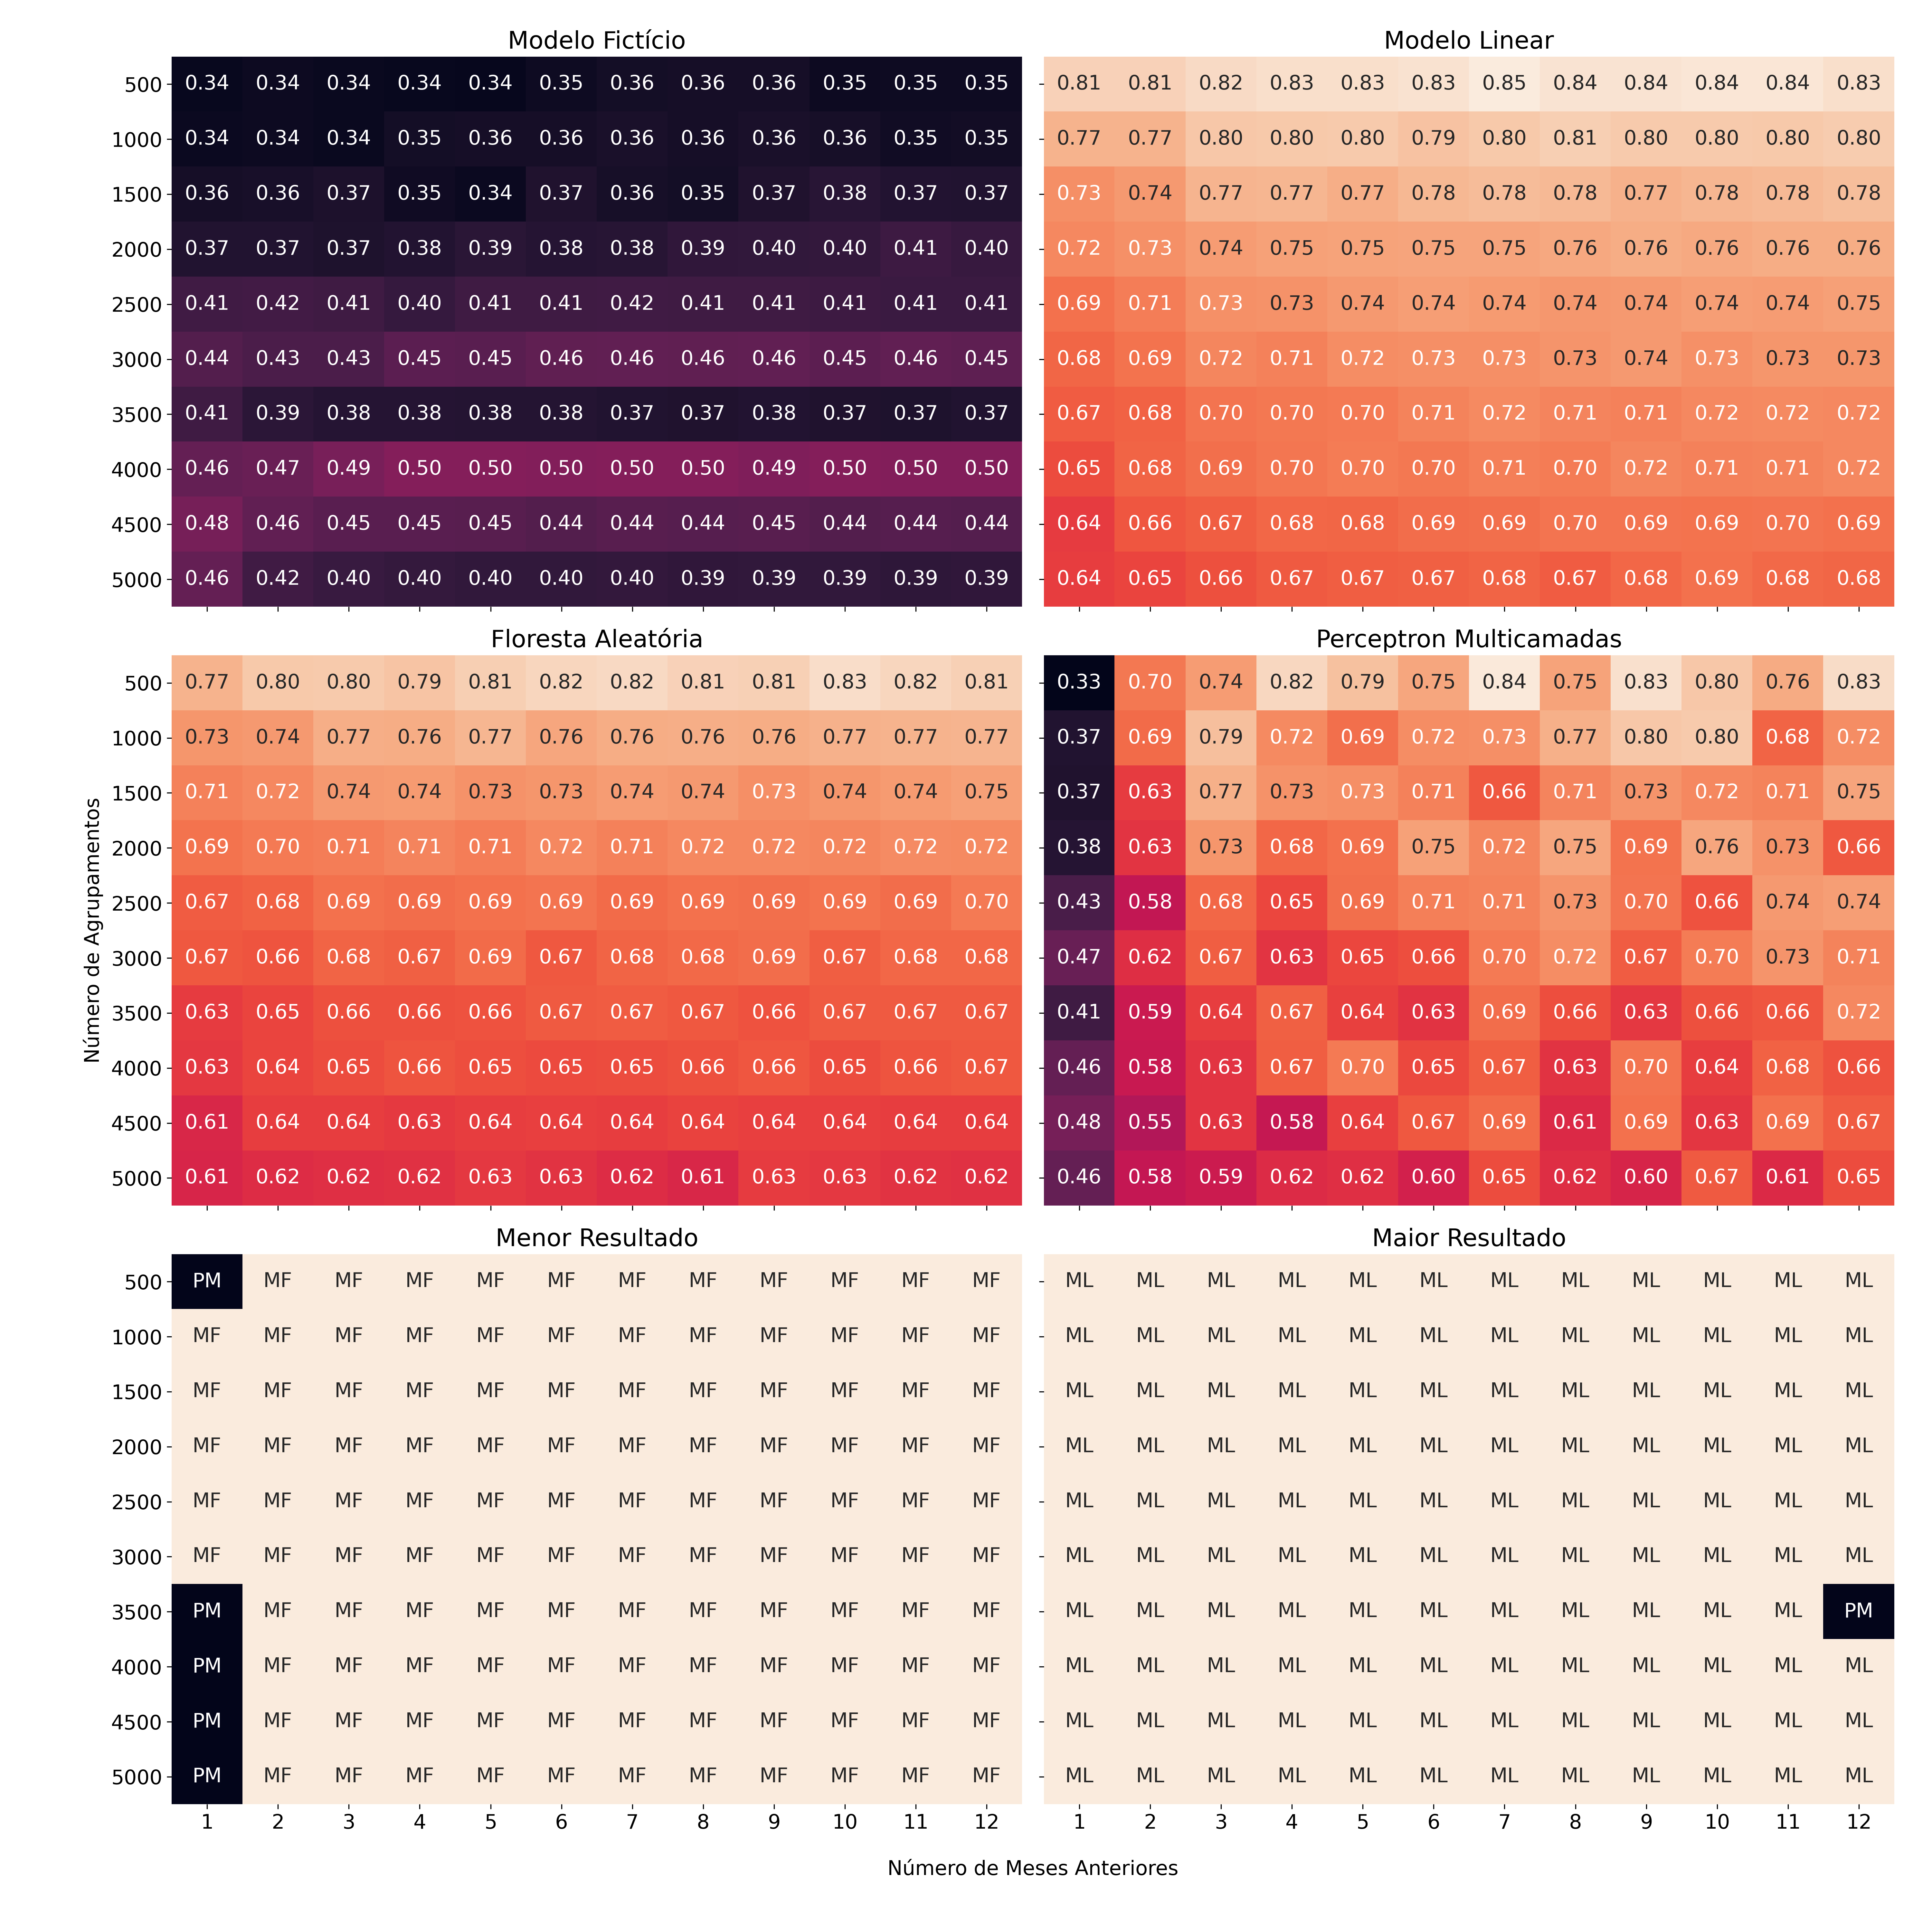 Modelo Fictício
500 0.34 0.34 0.34 0.34 0.34 0.35 0.36 0.36 0.36 0.35 0.35 0.35
1000 0.34 0.34 0.34 0.35 0.36 0.36 0.36 0.36 0.36 0.36 0.35 0.35
1500 0.36 0.36 0.37 0.35 0.34 0.37 0.36 0.35 0.37 0.38 0.37 0.37
2000 0.37 0.37 0.37 0.38 0.39 0.38 0.38 0.39 0.40 0.40 0.41 0.40
2500 0.41 0.42 0.41 0.40 0.41 0.41 0.42 0.41 0.41 0.41 0.41 0.41
3000 0.44 0.43 0.43 0.45 0.45 0.46 0.46 0.46 0.46 0.45 0.46 0.45
3500 0.41 0.39 0.38 0.38 0.38 0.38 0.37 0.37 0.38 0.37 0.37 0.37
4000 0.46 0.47 0.49 0.50 0.50 0.50 0.50 0.50 0.49 0.50 0.50 0.50
4500 0.48 0.46 0.45 0.45 0.45 0.44 0.44 0.44 0.45 0.44 0.44 0.44
5000 0.46 0.42 0.40 0.40 0.40 0.40 0.40 0.39 0.39 0.39 0.39 0.39
Modelo Linear
0.81 0.81 0.82 0.83 0.83 0.83 0.85 0.84 0.84 0.84 0.84 0.83
0.77 0.77 0.80 0.80 0.80 0.79 0.80 0.81 0.80 0.80 0.80 0.80
0.73 0.74 0.77 0.77 0.77 0.78 0.78 0.78 0.77 0.78 0.78 0.78
0.72 0.73 0.74 0.75 0.75 0.75 0.75 0.76 0.76 0.76 0.76 0.76
0.69 0.71 0.73 0.73 0.74 0.74 0.74 0.74 0.74 0.74 0.74 0.75
0.68 0.69 0.72 0.71 0.72 0.73 0.73 0.73 0.74 0.73 0.73 0.73
0.67 0.68 0.70 0.70 0.70 0.71 0.72 0.71 0.71 0.72 0.72 0.72
0.65 0.68 0.69 0.70 0.70 0.70 0.71 0.70 0.72 0.71 0.71 0.72
0.64 0.66 0.67 0.68 0.68 0.69 0.69 0.70 0.69 0.69 0.70 0.69
0.64 0.65 0.66 0.67 0.67 0.67 0.68 0.67 0.68 0.69 0.68 0.68
Número de Agrupamentos
Floresta Aleatória
500 0.77 0.80 0.80 0.79 0.81 0.82 0.82 0.81 0.81 0.83 0.82 0.81
1000 0.73 0.74 0.77 0.76 0.77 0.76 0.76 0.76 0.76 0.77 0.77 0.77
1500 0.71 0.72 0.74 0.74 0.73 0.73 0.74 0.74 0.73 0.74 0.74 0.75
2000 0.69 0.70 0.71 0.71 0.71 0.72 0.71 0.72 0.72 0.72 0.72 0.72
2500 0.67 0.68 0.69 0.69 0.69 0.69 0.69 0.69 0.69 0.69 0.69 0.70
3000 0.67 0.66 0.68 0.67 0.69 0.67 0.68 0.68 0.69 0.67 0.68 0.68
3500 0.63 0.65 0.66 0.66 0.66 0.67 0.67 0.67 0.66 0.67 0.67 0.67
4000 0.63 0.64 0.65 0.66 0.65 0.65 0.65 0.66 0.66 0.65 0.66 0.67
4500 0.61 0.64 0.64 0.63 0.64 0.64 0.64 0.64 0.64 0.64 0.64 0.64
5000 0.61 0.62 0.62 0.62 0.63 0.63 0.62 0.61 0.63 0.63 0.62 0.62
Perceptron Multicamadas
0.33 0.70 0.74 0.82 0.79 0.75 0.84 0.75 0.83 0.80 0.76 0.83
0.37 0.69 0.79 0.72 0.69 0.72 0.73 0.77 0.80 0.80 0.68 0.72
0.37 0.63 0.77 0.73 0.73 0.71 0.66 0.71 0.73 0.72 0.71 0.75
0.38 0.63 0.73 0.68 0.69 0.75 0.72 0.75 0.69 0.76 0.73 0.66
0.43 0.58 0.68 0.65 0.69 0.71 0.71 0.73 0.70 0.66 0.74 0.74
0.47 0.62 0.67 0.63 0.65 0.66 0.70 0.72 0.67 0.70 0.73 0.71
0.41 0.59 0.64 0.67 0.64 0.63 0.69 0.66 0.63 0.66 0.66 0.72
0.46 0.58 0.63 0.67 0.70 0.65 0.67 0.63 0.70 0.64 0.68 0.66
0.48 0.55 0.63 0.58 0.64 0.67 0.69 0.61 0.69 0.63 0.69 0.67
0.46 0.58 0.59 0.62 0.62 0.60 0.65 0.62 0.60 0.67 0.61 0.65
Menor Resultado
500 PM MF MF MF MF MF MF MF MF MF MF MF
1000 MF MF MF MF MF MF MF MF MF MF MF MF
1500 MF MF MF MF MF MF MF MF MF MF MF MF
2000 MF MF MF MF MF MF MF MF MF MF MF MF
2500 MF MF MF MF MF MF MF MF MF MF MF MF
3000 MF MF MF MF MF MF MF MF MF MF MF MF
3500 PM MF MF MF MF MF MF MF MF MF MF MF
4000 PM MF MF MF MF MF MF MF MF MF MF MF
4500 PM MF MF MF MF MF MF MF MF MF MF MF
5000 PM MF MF MF MF MF MF MF MF MF MF MF
1 2 3 4 5 6 7 8 9 10 11 12
Maior Resultado
ML ML ML ML ML ML ML ML ML ML ML ML
ML ML ML ML ML ML ML ML ML ML ML ML
ML ML ML ML ML ML ML ML ML ML ML ML
ML ML ML ML ML ML ML ML ML ML ML ML
ML ML ML ML ML ML ML ML ML ML ML ML
ML ML ML ML ML ML ML ML ML ML ML ML
ML ML ML ML ML ML ML ML ML ML ML PM
ML ML ML ML ML ML ML ML ML ML ML ML
ML ML ML ML ML ML ML ML ML ML ML ML
ML ML ML ML ML ML ML ML ML ML ML ML
1 2 3 4 5 6 7 8 9 10 11 12
Número de Meses Anteriores